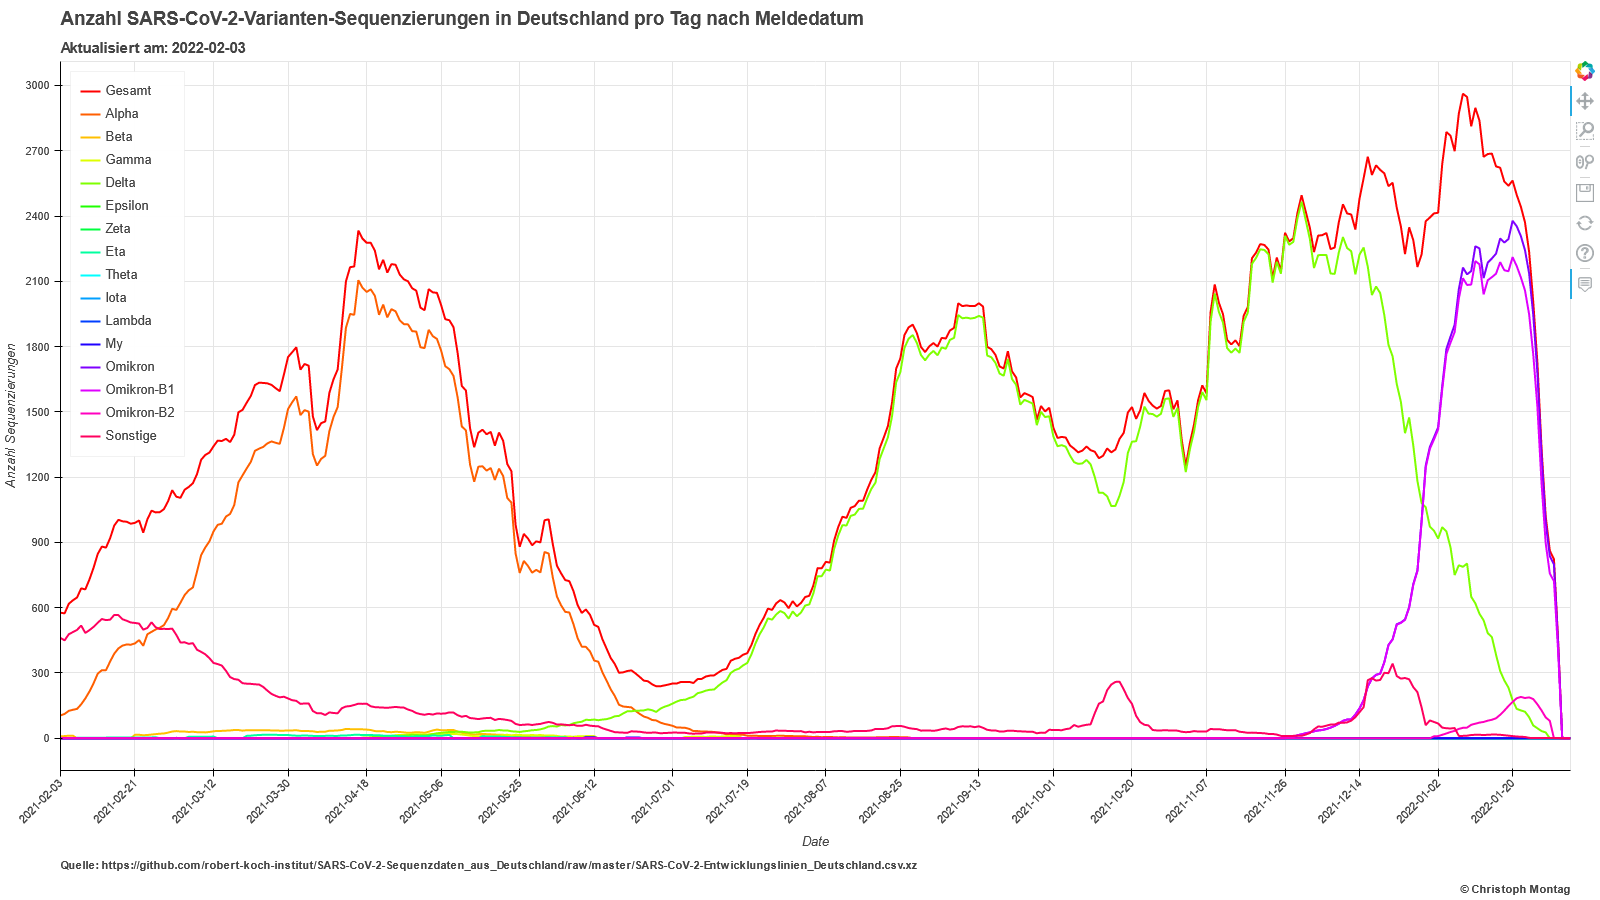 Anzahl SARS-CoV-2-Varianten-Sequenzierungen in Deutschland pro Tag nach Meldedatum
Aktualisiert am: 2022-02-03
3000
2700
2400
2100
1800
1500
1200
900
600
300
0
Anzahl Sequenzierungen
Gesamt
Alpha
Beta
Gamma
Delta
Epsilon
Zeta
Eta
Theta
Iota
Lambda
My
Omikron
Omikron-B1
Omikron-B2
Sonstige
2021-02-03
2021-02-21
2021-03-12
2021-03-30
2021-04-18
2021-05-06
2021-05-25
2021-06-12
2021-07-01
2021-07-19
2021-08-07
2021-08-25
2021-09-13
2021-10-01
2021-10-20
2021-11-07
2021-11-26
2021-12-14
2022-01-02
2022-01-20
Date
Quelle: https://github.com/robert-koch-institut/SARS-CoV-2-Sequenzdaten_aus_Deutschland/raw/master/SARS-CoV-2-Entwicklungslinien_Deutschland.csv.xz
© Christoph Montag